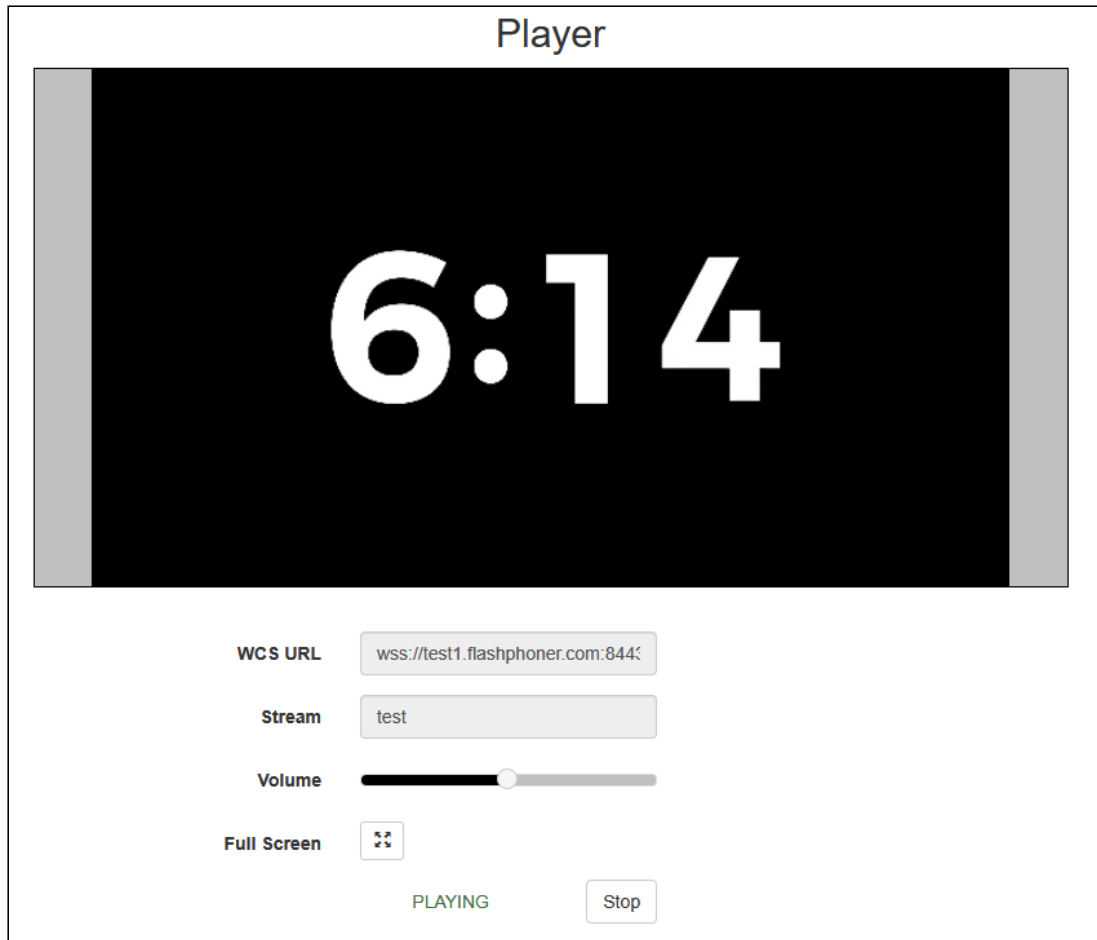 Player
6:14
WCS URL wss://test1.flashphoner.com:8443
Stream test
Volume
Full Screen
PLAYING Stop